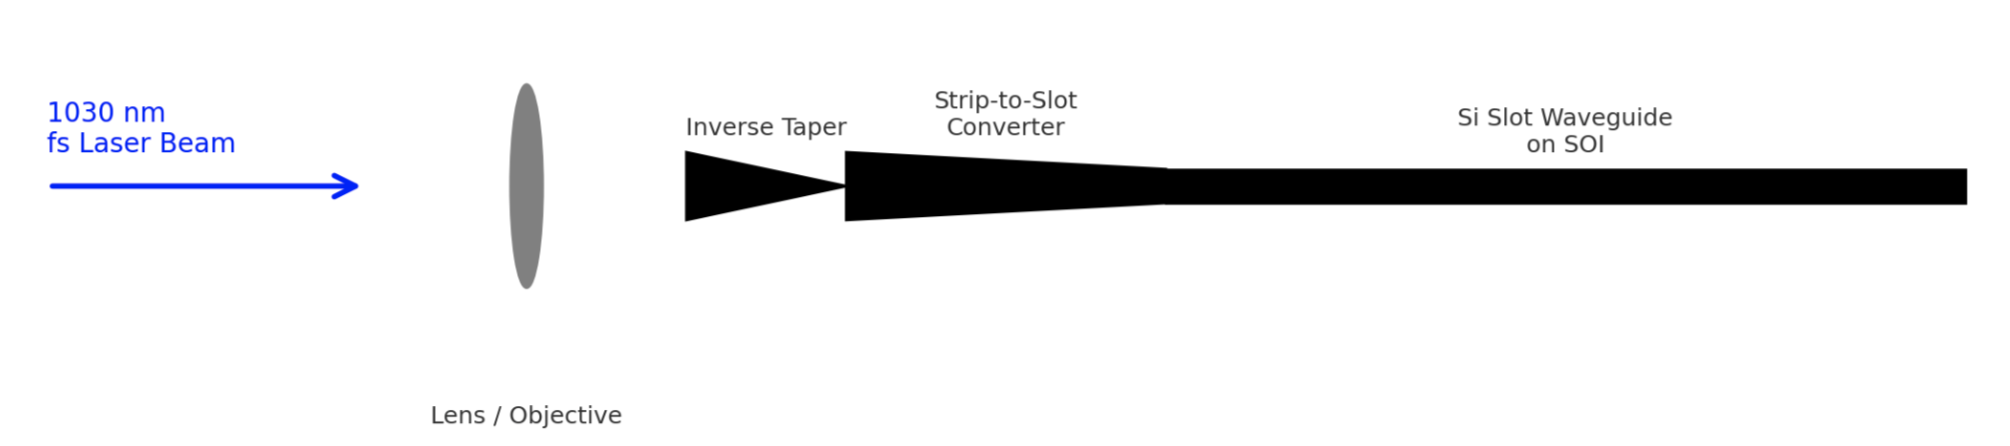 1030 nm
fs Laser Beam
Lens / Objective
Inverse Taper
Strip-to-Slot
Converter
Si Slot Waveguide
on SOI